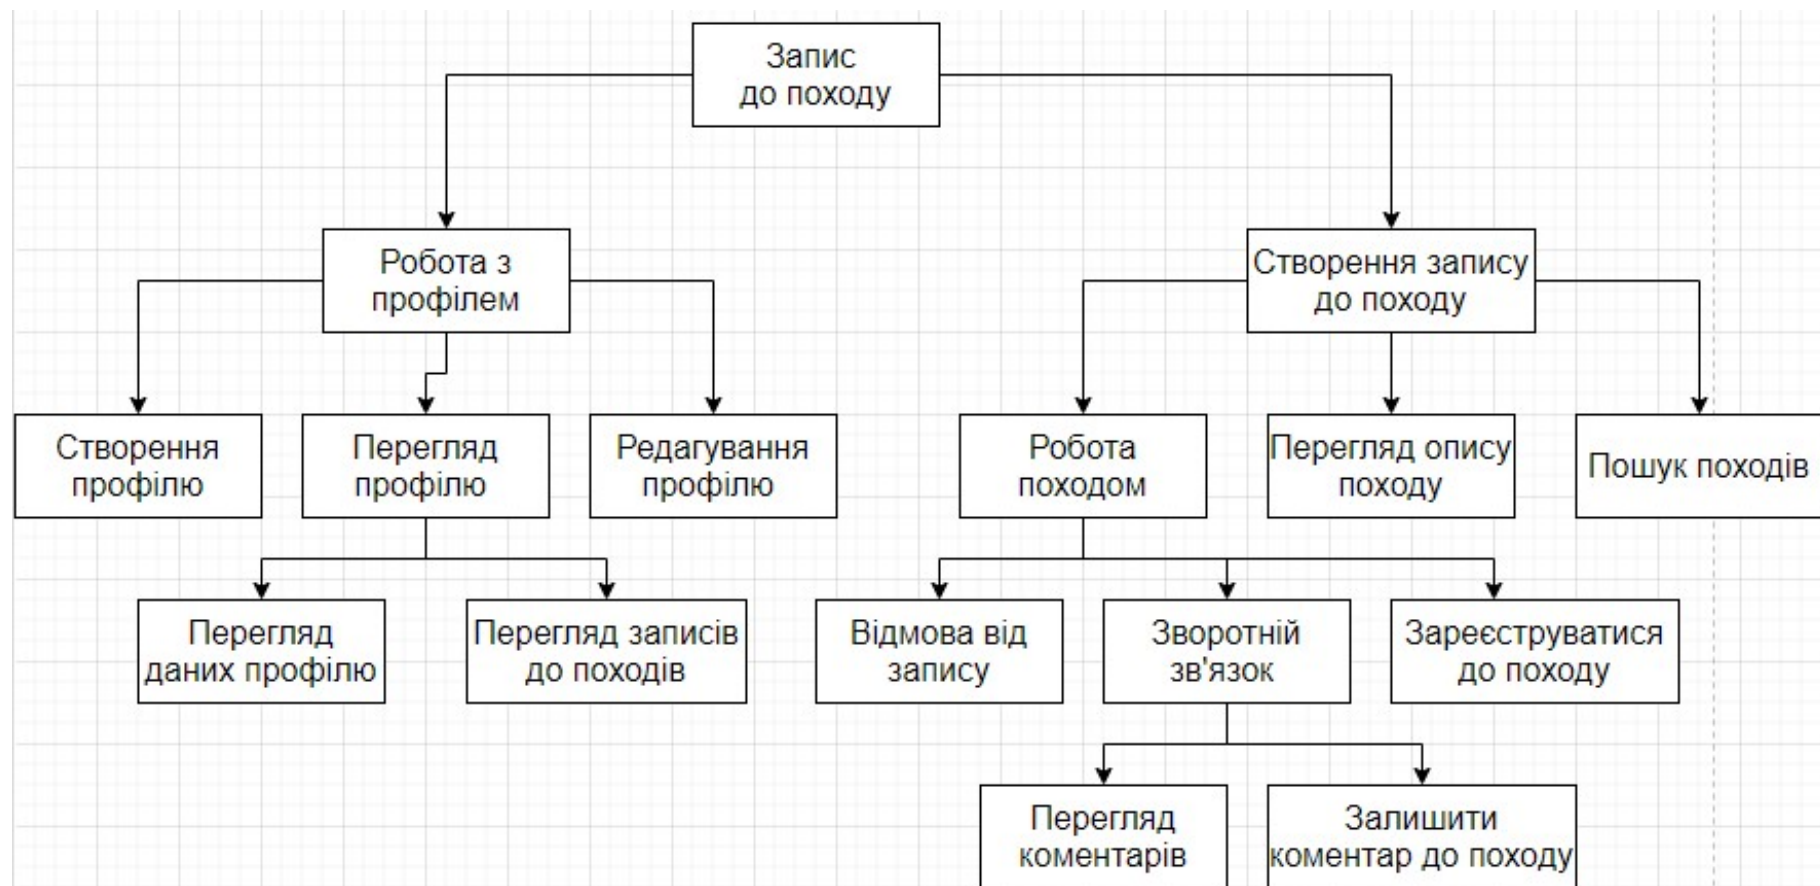 Запис
до походу
Робота з
профілем
Створення запису
до походу
Створення
профілю
Перегляд
профілю
Редагування
профілю
Робота
походом
Перегляд опису
походу
Пошук походів
Перегляд
даних профілю
Перегляд записів
до походів
Відмова від
запису
Зворотній
зв'язок
Зареєструватися
до походу
Перегляд
коментарів
Залишити
коментар до походу